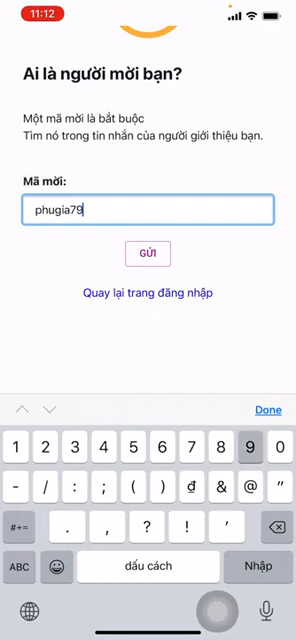 11:12
Ai là người mời bạn?
Một mã mời là bắt buộc
Tìm nó trong tin nhắn của người giới thiệu bạn.
Mã mời:
phugia79
GỬI
Quay lại trang đăng nhập
Done
1 2 3 4 5 6 7 8 9 0
- / : ; ( ) ₫ & @ "
#+= . , ? ! ’
ABC dấu cách Nhập